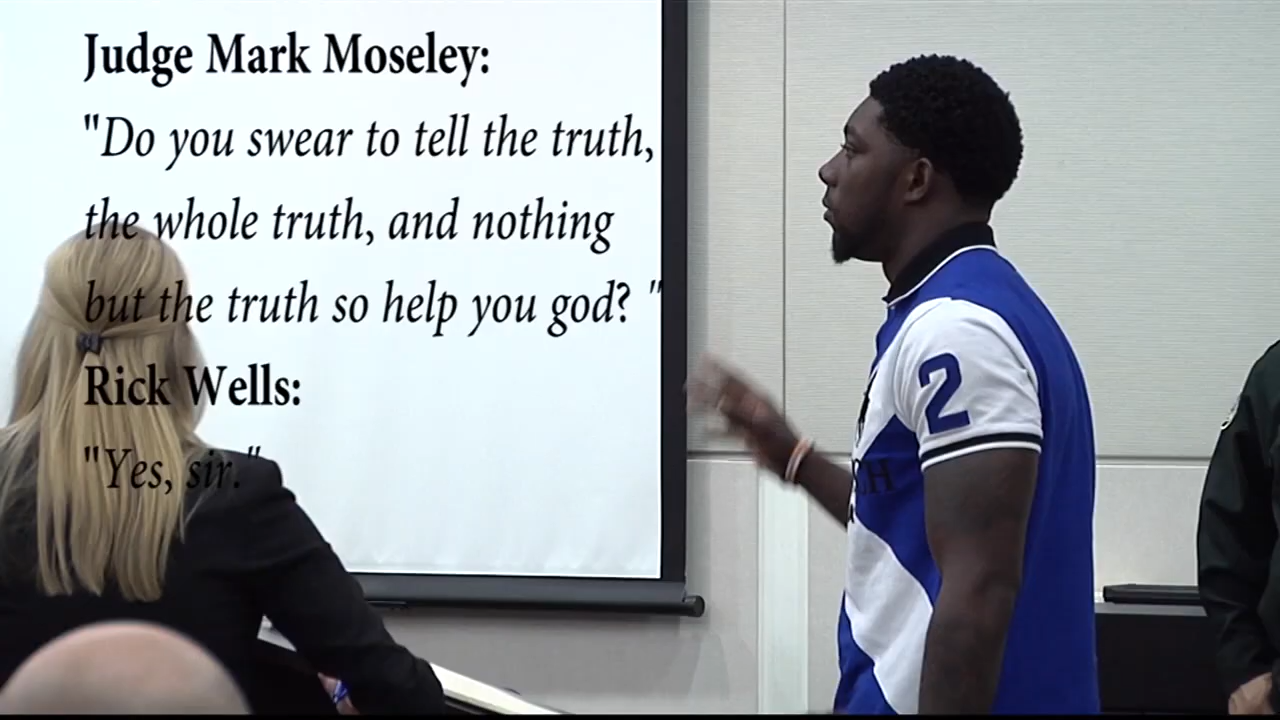 Judge Mark Moseley:
"Do you swear to tell the truth,
the whole truth, and nothing
but the truth so help you god? "
Rick Wells:
"Yes, sir."
2